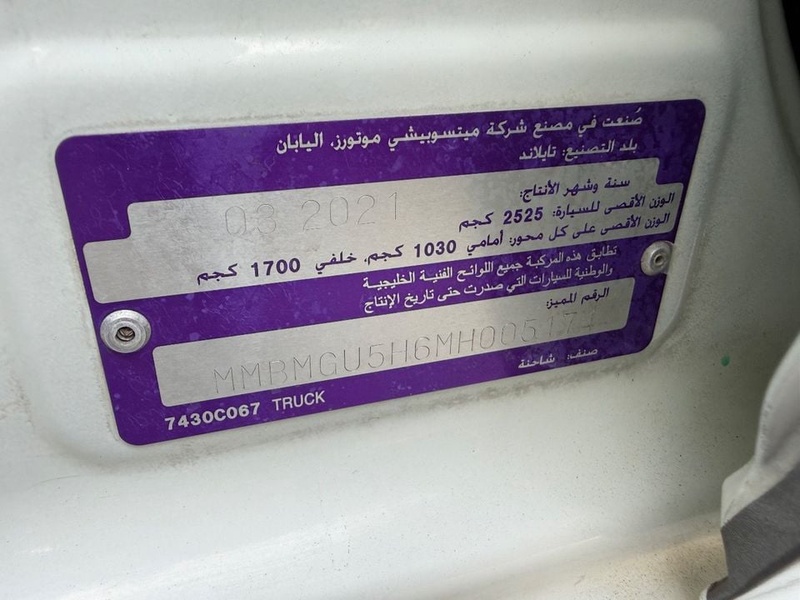 صُنعت في مصنع شركة ميتسوبيشي موتورز، اليابان
بلد التصنيع: تايلاند
سنة وشهر الأنتاج: 03 2021
الوزن الأقصى للسيارة: 2525 كجم
الوزن الأقصى على كل محور: أمامي 1030 كجم، خلفي 1700 كجم
تطابق هذه المركبة جميع اللوائح الفنية الخليجية
والوطنية للسيارات التي صدرت حتى تاريخ الإنتاج
الرقم المميز:
MMBMGU5H6MH005174
صنف: شاحنة
7430C067 TRUCK